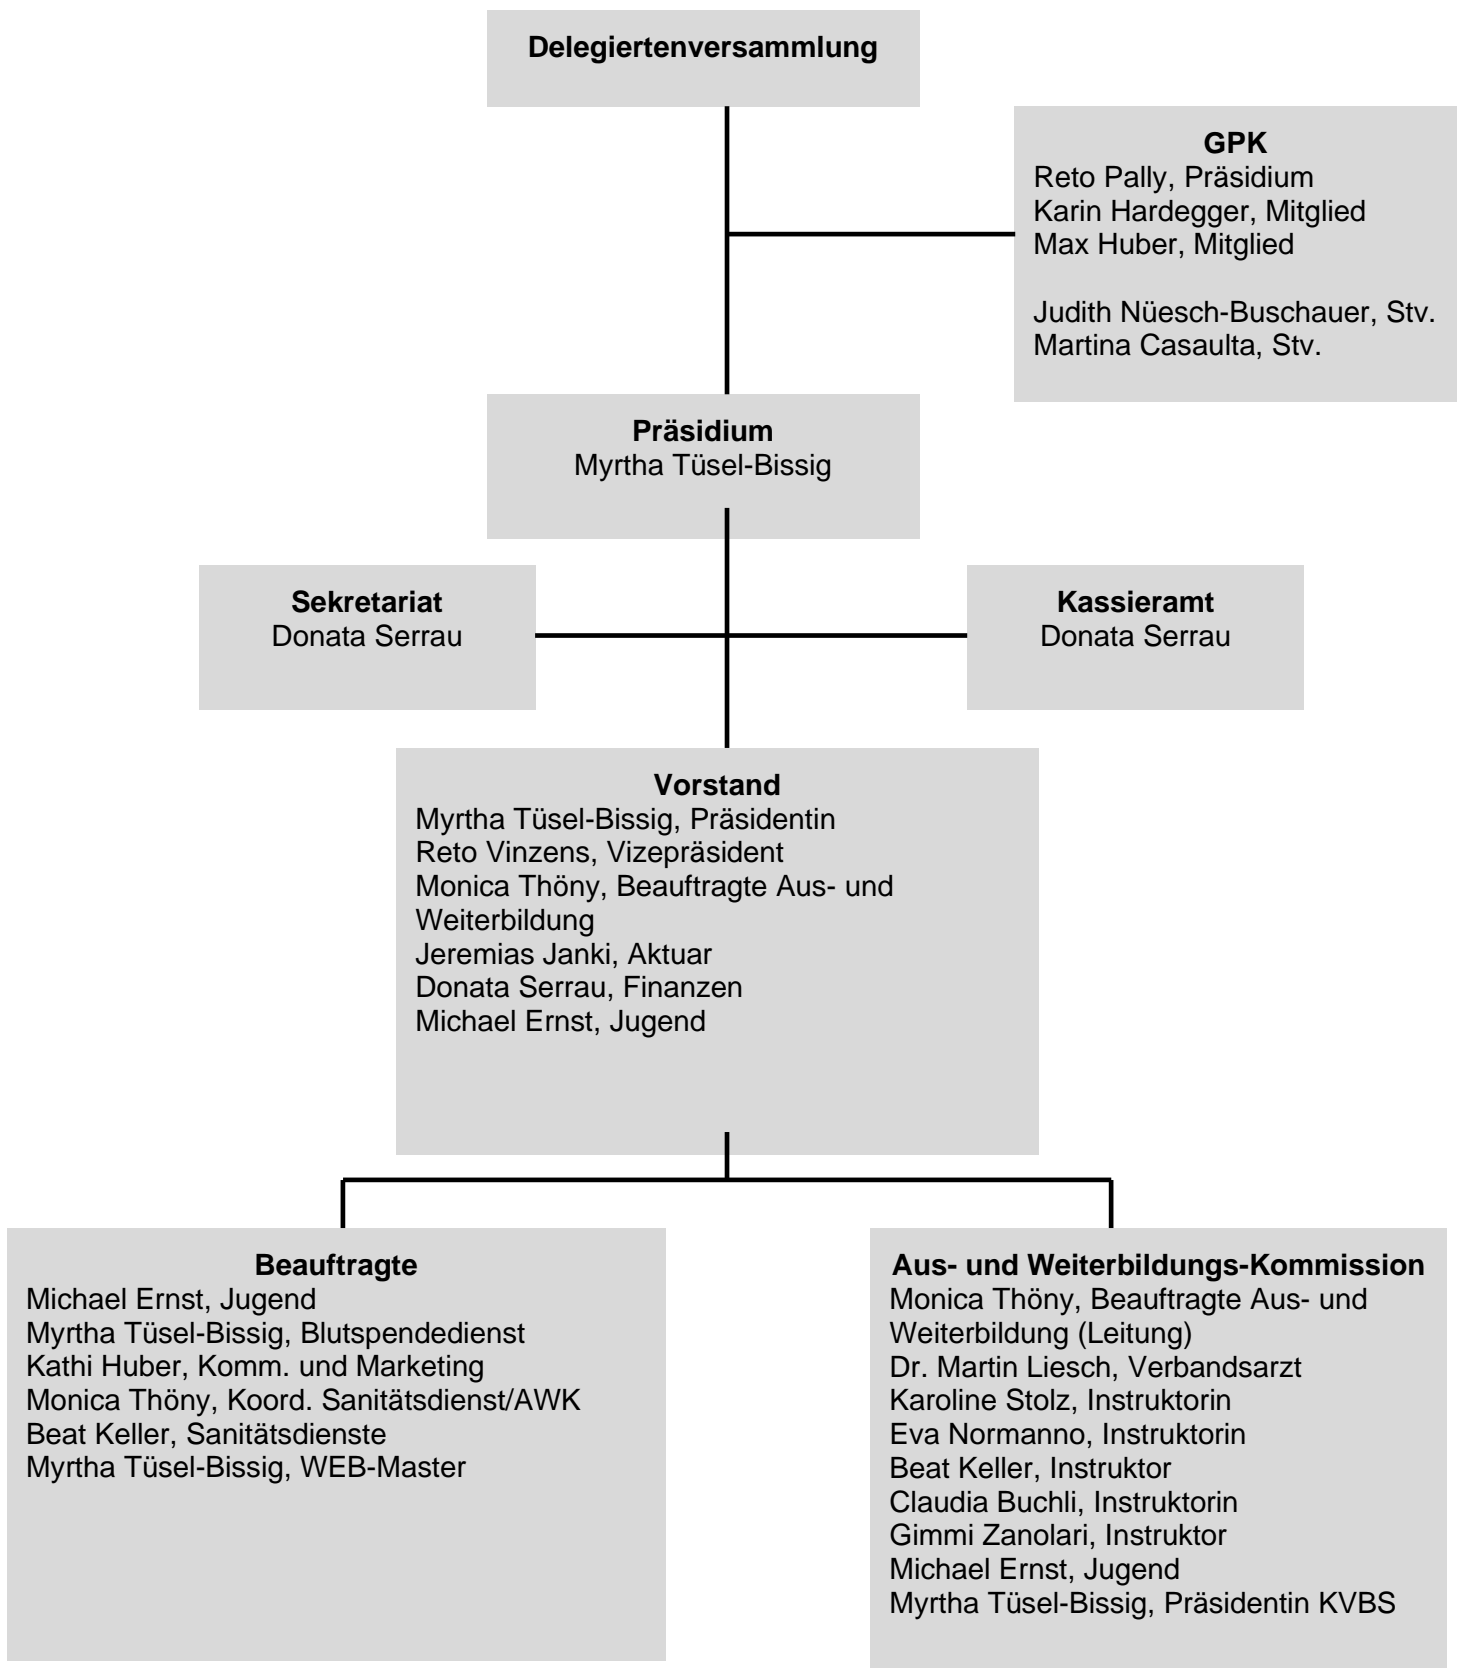 Delegiertenversammlung
GPK
Reto Pally, Präsidium
Karin Hardegger, Mitglied
Max Huber, Mitglied
Judith Nüesch-Buschauer, Stv.
Martina Casaulta, Stv.
Präsidium
Myrtha Tüsel-Bissig
Sekretariat
Donata Serrau
Kassieramt
Donata Serrau
Vorstand
Myrtha Tüsel-Bissig, Präsidentin
Reto Vinzens, Vizepräsident
Monica Thöny, Beauftragte Aus- und
Weiterbildung
Jeremias Janki, Aktuar
Donata Serrau, Finanzen
Michael Ernst, Jugend
Beauftragte
Michael Ernst, Jugend
Myrtha Tüsel-Bissig, Blutspendedienst
Kathi Huber, Komm. und Marketing
Monica Thöny, Koord. Sanitätsdienst/AWK
Beat Keller, Sanitätsdienste
Myrtha Tüsel-Bissig, WEB-Master
Aus- und Weiterbildungs-Kommission
Monica Thöny, Beauftragte Aus- und
Weiterbildung (Leitung)
Dr. Martin Liesch, Verbandsarzt
Karoline Stolz, Instruktorin
Eva Normanno, Instruktorin
Beat Keller, Instruktor
Claudia Buchli, Instruktorin
Gimmi Zanolari, Instruktor
Michael Ernst, Jugend
Myrtha Tüsel-Bissig, Präsidentin KVBS